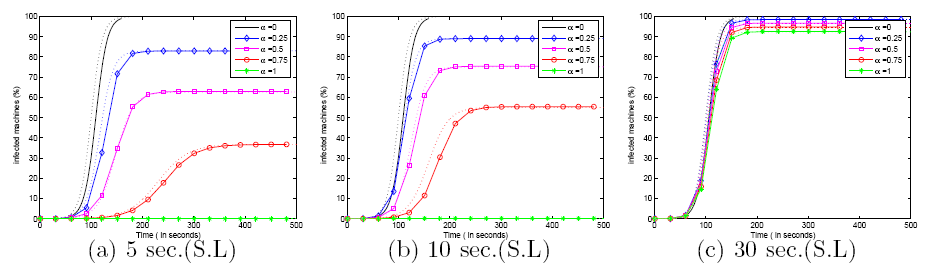 100
90
80
70
60
50
40
30
20
10
0
infected machines (%)
0 100 200 300 400 500
Time ( in seconds)
α =0
α =0.25
α =0.5
α =0.75
α =1
(a) 5 sec.(S.L)
100
90
80
70
60
50
40
30
20
10
0
infected machines (%)
0 100 200 300 400 500
Time ( in seconds)
α =0
α =0.25
α =0.5
α =0.75
α =1
(b) 10 sec.(S.L)
100
90
80
70
60
50
40
30
20
10
0
infected machines (%)
0 100 200 300 400 500
Time ( in seconds)
α =0
α =0.25
α =0.5
α =0.75
α =1
(c) 30 sec.(S.L)